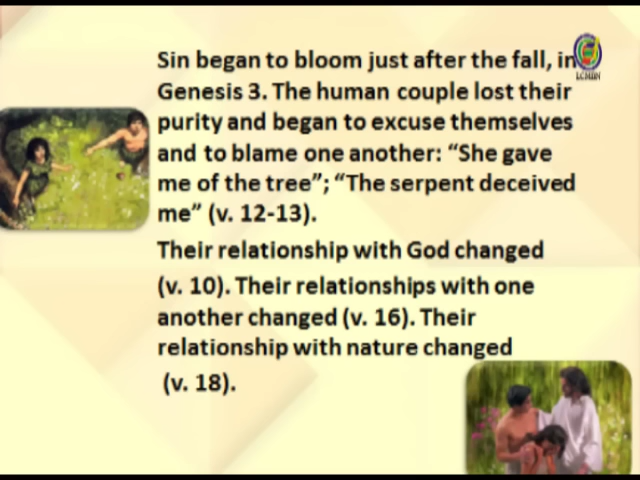 Sin began to bloom just after the fall, in
Genesis 3. The human couple lost their
purity and began to excuse themselves
and to blame one another: “She gave
me of the tree”; “The serpent deceived
me” (v. 12-13).
Their relationship with God changed
(v. 10). Their relationships with one
another changed (v. 16). Their
relationship with nature changed
(v. 18).